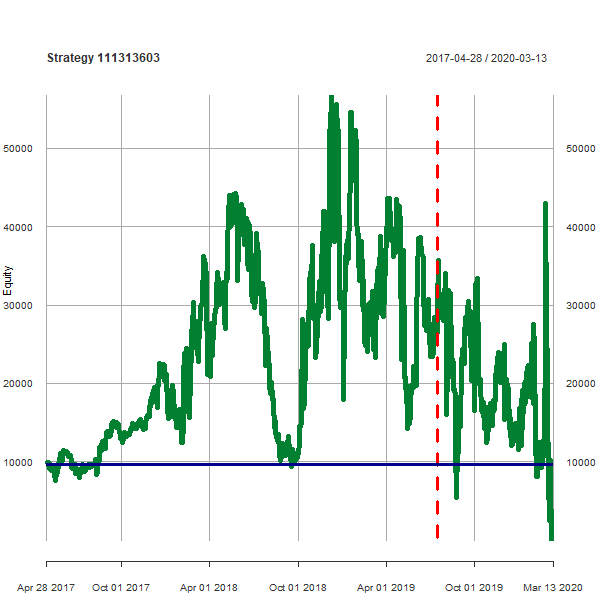 Strategy 111313603
2017-04-28 / 2020-03-13
50000
50000
40000
40000
Equity
30000
30000
20000
20000
10000
10000
Apr 28 2017
Oct 01 2017
Apr 01 2018
Oct 01 2018
Apr 01 2019
Oct 01 2019
Mar 13 2020